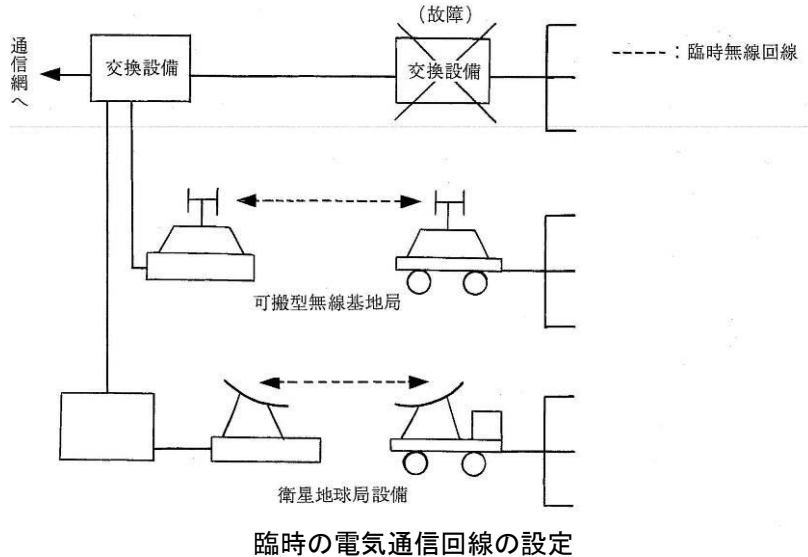 (故障)
通信網へ
交換設備
交換設備
-----：臨時無線回線
可搬型無線基地局
衛星地球局設備
臨時の電気通信回線の設定